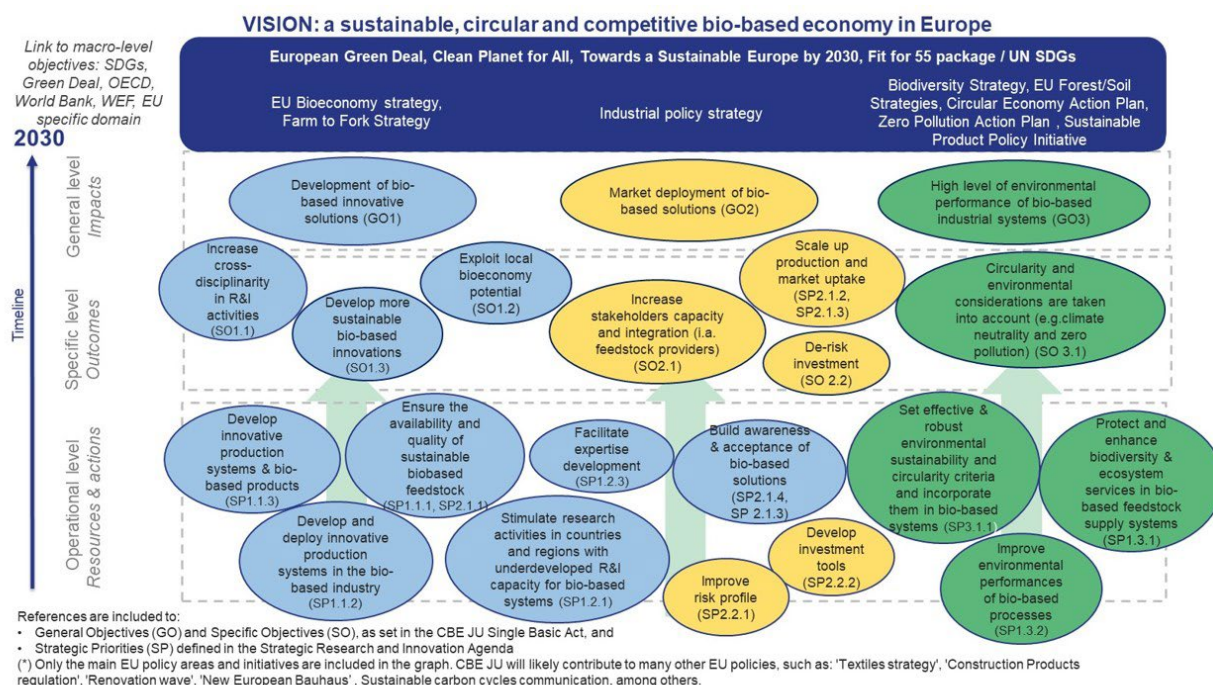 VISION: a sustainable, circular and competitive bio-based economy in Europe
Link to macro-level
objectives: SDGs,
Green Deal, OECD,
World Bank, WEF, EU
specific domain
2030
European Green Deal, Clean Planet for All, Towards a Sustainable Europe by 2030, Fit for 55 package / UN SDGs
EU Bioeconomy strategy,
Farm to Fork Strategy
Industrial policy strategy
Biodiversity Strategy, EU Forest/Soil
Strategies, Circular Economy Action Plan,
Zero Pollution Action Plan , Sustainable
Product Policy Initiative
Timeline
General level
Impacts
Development of bio-
based innovative
solutions (GO1)
Market deployment of bio-
based solutions (GO2)
High level of environmental
performance of bio-based
industrial systems (GO3)
Specific level
Outcomes
Increase
cross-
disciplinarity
in R&I
activities
(SO1.1)
Develop more
sustainable
bio-based
innovations
(SO1.3)
Exploit local
bioeconomy
potential
(SO1.2)
Increase
stakeholders
capacity and
integration (i.a.
feedstock providers)
(SO2.1)
Scale up
production and
market uptake
(SP2.1.2,
SP2.1.3)
De-risk
investment
(SO 2.2)
Circularity and
environmental
considerations are taken
into account (e.g.climate
neutrality and zero
pollution) (SO 3.1)
Operational level
Resources & actions
Develop
innovative
production
systems & bio-
based products
(SP1.1.3)
Ensure the
availability and
quality of
sustainable
biobased
feedstock
(SP1.1.1, SP2.1.1)
Facilitate
expertise
development
(SP1.2.3)
Build awareness
& acceptance of
bio-based
solutions
(SP2.1.4,
SP 2.1.3)
Set effective &
robust
environmental
sustainability and
circularity criteria
and incorporate
them in bio-based
systems (SP3.1.1)
Protect and
enhance
biodiversity &
ecosystem
services in bio-
based feedstock
supply systems
(SP1.3.1)
Develop and
deploy innovative
production
systems in the bio-
based industry
(SP1.1.2)
Stimulate research
activities in countries
and regions with
underdeveloped R&I
capacity for bio-based
systems (SP1.2.1)
Improve
risk profile
(SP2.2.1)
Develop
investment
tools
(SP2.2.2)
Improve
environmental
performances
of bio-based
processes
(SP1.3.2)
References are included to:
• General Objectives (GO) and Specific Objectives (SO), as set in the CBE JU Single Basic Act, and
• Strategic Priorities (SP) defined in the Strategic Research and Innovation Agenda
(*) Only the main EU policy areas and initiatives are included in the graph. CBE JU will likely contribute to many other EU policies, such as: 'Textiles strategy', 'Construction Products
regulation', 'Renovation wave', 'New European Bauhaus' , Sustainable carbon cycles communication, among others.